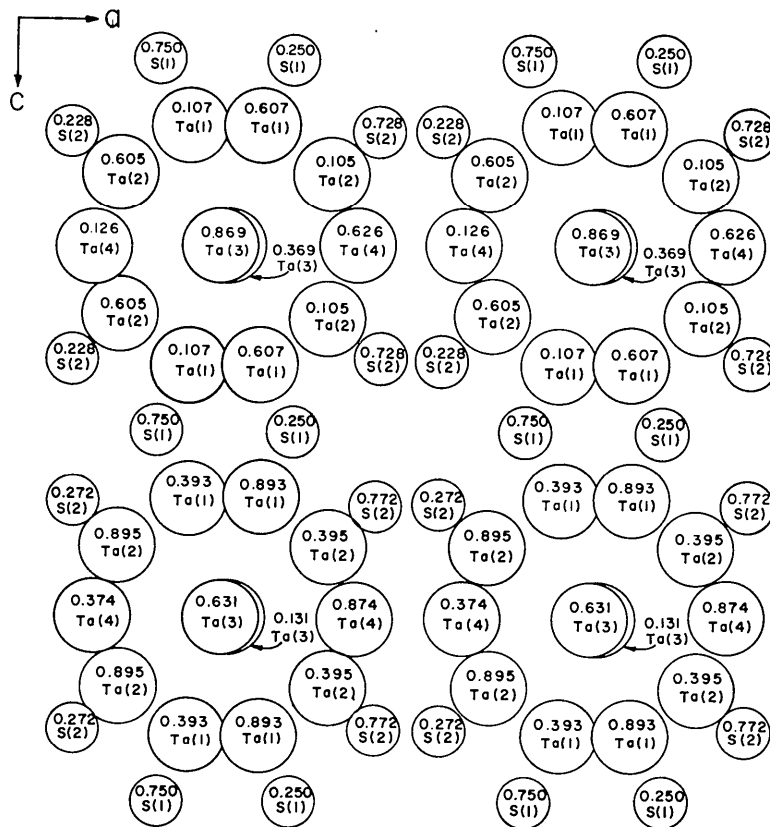 a
c
0.750
S(1)
0.250
S(1)
0.750
S(1)
0.250
S(1)
0.228
S(2)
0.107
Ta(1)
0.607
Ta(1)
0.728
S(2)
0.228
S(2)
0.107
Ta(1)
0.607
Ta(1)
0.728
S(2)
0.605
Ta(2)
0.105
Ta(2)
0.605
Ta(2)
0.105
Ta(2)
0.126
Ta(4)
0.869
Ta(3)
0.369
Ta(3)
0.626
Ta(4)
0.126
Ta(4)
0.869
Ta(3)
0.369
Ta(3)
0.626
Ta(4)
0.605
Ta(2)
0.105
Ta(2)
0.605
Ta(2)
0.105
Ta(2)
0.228
S(2)
0.107
Ta(1)
0.607
Ta(1)
0.728
S(2)
0.228
S(2)
0.107
Ta(1)
0.607
Ta(1)
0.728
S(2)
0.750
S(1)
0.250
S(1)
0.750
S(1)
0.250
S(1)
0.272
S(2)
0.393
Ta(1)
0.893
Ta(1)
0.772
S(2)
0.272
S(2)
0.393
Ta(1)
0.893
Ta(1)
0.772
S(2)
0.895
Ta(2)
0.395
Ta(2)
0.895
Ta(2)
0.395
Ta(2)
0.374
Ta(4)
0.631
Ta(3)
0.131
Ta(3)
0.874
Ta(4)
0.374
Ta(4)
0.631
Ta(3)
0.131
Ta(3)
0.874
Ta(4)
0.895
Ta(2)
0.395
Ta(2)
0.895
Ta(2)
0.395
Ta(2)
0.272
S(2)
0.393
Ta(1)
0.893
Ta(1)
0.772
S(2)
0.272
S(2)
0.393
Ta(1)
0.893
Ta(1)
0.772
S(2)
0.750
S(1)
0.250
S(1)
0.750
S(1)
0.250
S(1)